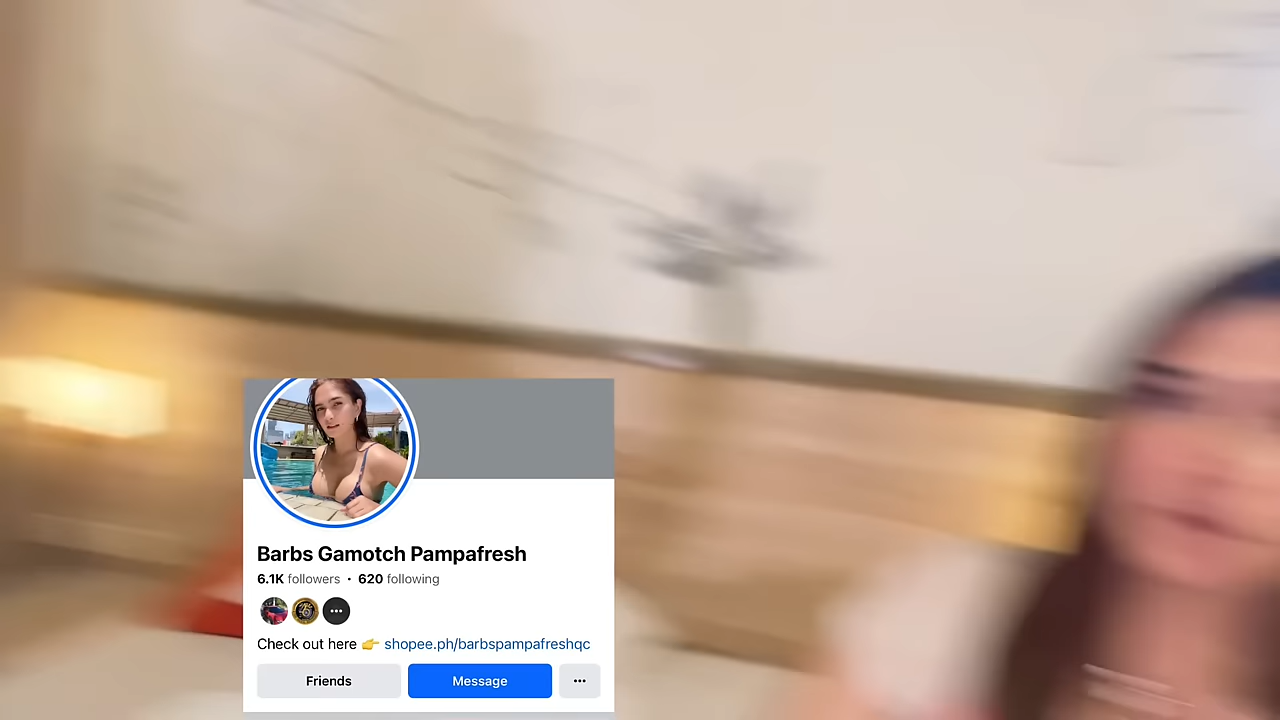 Barbs Gamotch Pampafresh
6.1K followers · 620 following
Check out here 👉 shopee.ph/barbspampafreshqc
Friends
Message